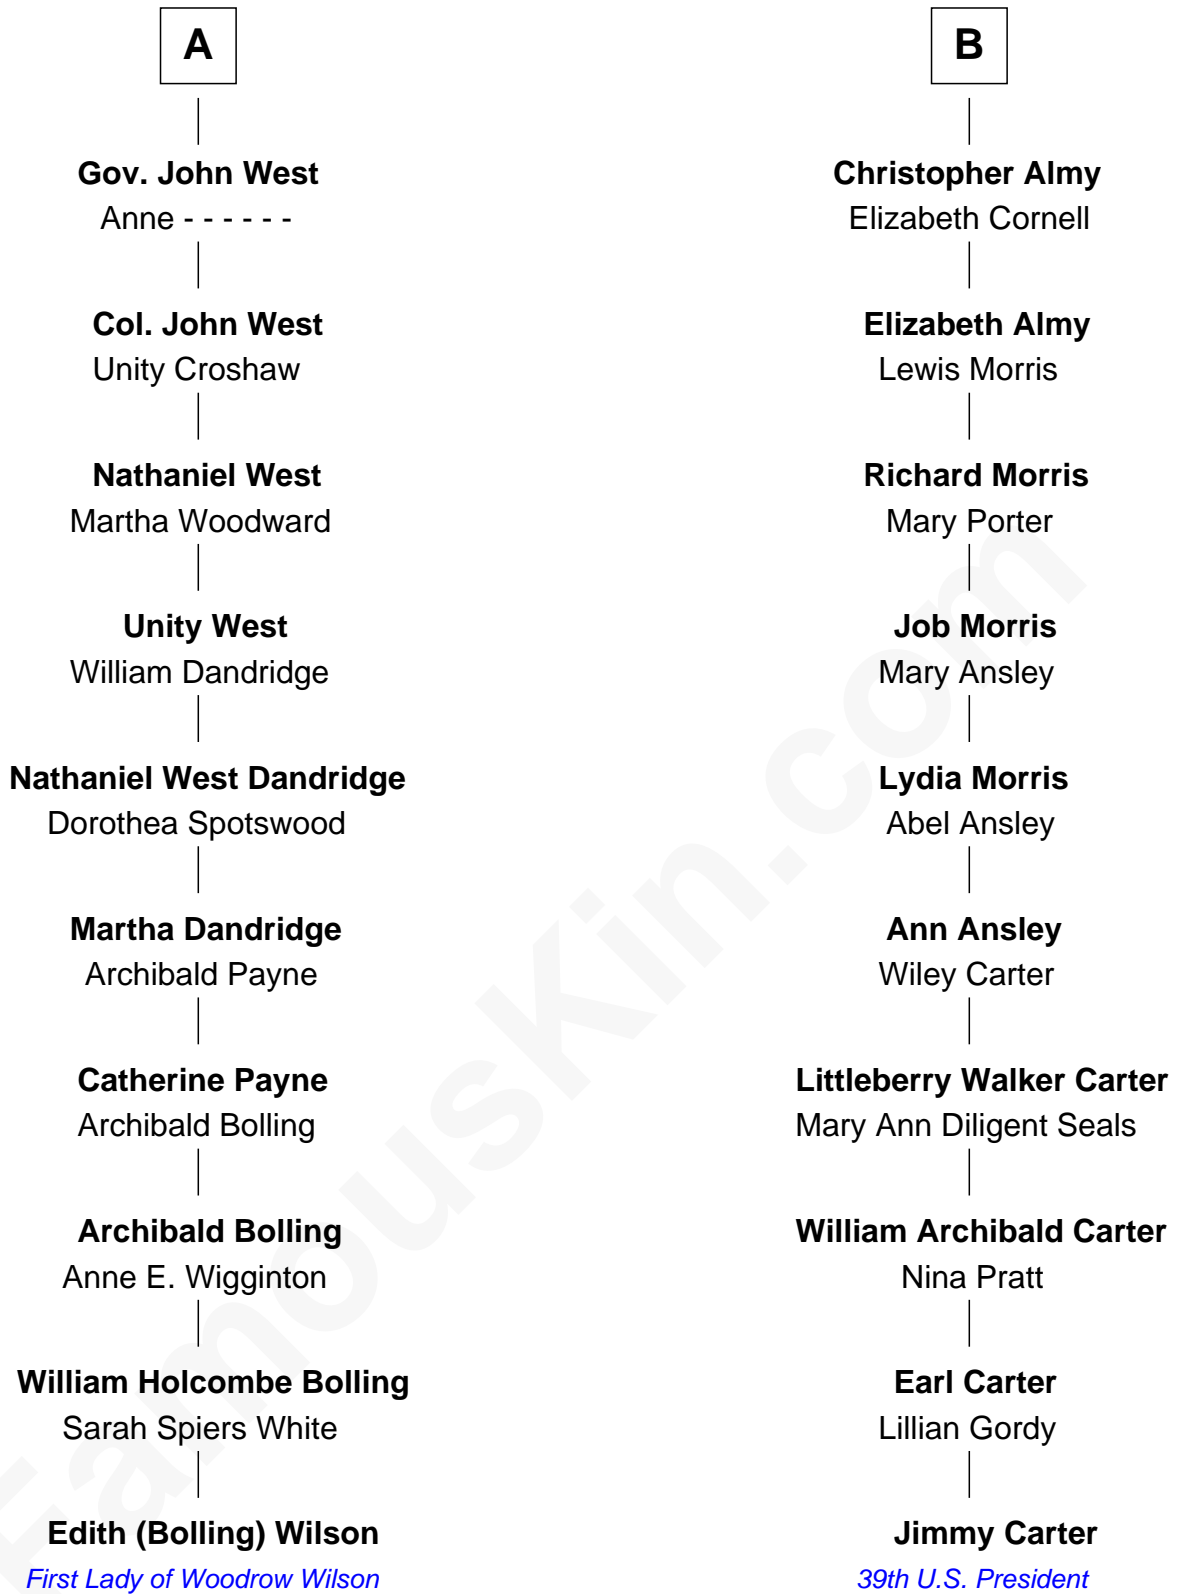 A
Gov. John West
Anne - - - - - -
Col. John West
Unity Croshaw
Nathaniel West
Martha Woodward
Unity West
William Dandridge
Nathaniel West Dandridge
Dorothea Spotswood
Martha Dandridge
Archibald Payne
Catherine Payne
Archibald Bolling
Archibald Bolling
Anne E. Wigginton
William Holcombe Bolling
Sarah Spiers White
Edith (Bolling) Wilson
First Lady of Woodrow Wilson
B
Christopher Almy
Elizabeth Cornell
Elizabeth Almy
Lewis Morris
Richard Morris
Mary Porter
Job Morris
Mary Ansley
Lydia Morris
Abel Ansley
Ann Ansley
Wiley Carter
Littleberry Walker Carter
Mary Ann Diligent Seals
William Archibald Carter
Nina Pratt
Earl Carter
Lillian Gordy
Jimmy Carter
39th U.S. President
FamousKin.com